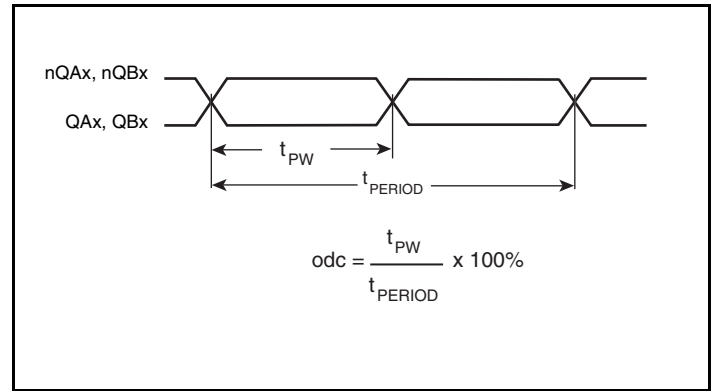 nQAx, nQBx
QAx, QBx
tPW
tPERIOD
odc = tPW / tPERIOD x 100%